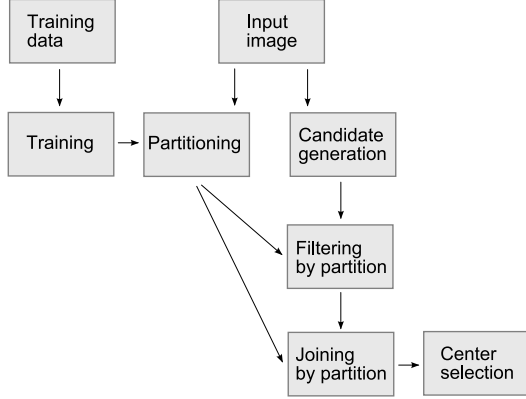 Training
data
Input
image
Training
Partitioning
Candidate
generation
Filtering
by partition
Joining
by partition
Center
selection